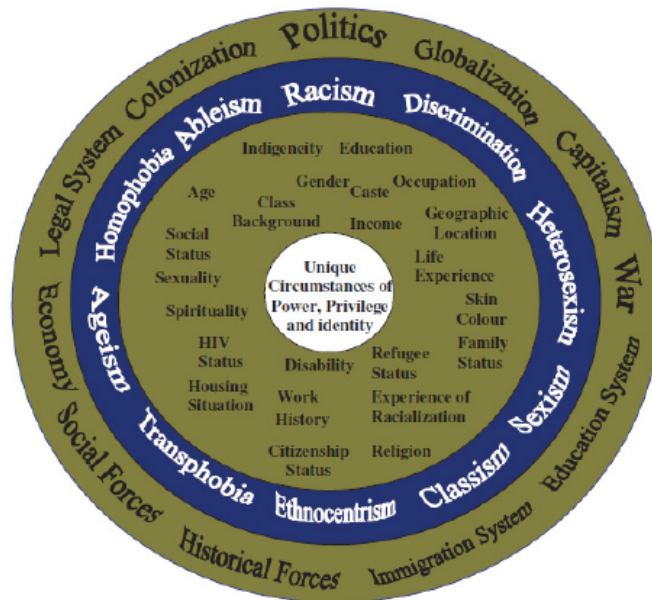 Politics
Globalization
Capitalism
War
Education System
Immigration System
Historical Forces
Social Forces
Economy
Legal System
Colonization
Racism
Discrimination
Heterosexism
Sexism
Classism
Ethnocentrism
Transphobia
Ageism
Homophobia
Ableism
Indigeneity
Education
Age
Gender
Caste
Occupation
Class
Background
Income
Geographic
Location
Social
Status
Life
Experience
Sexuality
Unique
Circumstances of
Power, Privilege
and identity
Skin
Colour
Spirituality
HIV
Status
Disability
Refugee
Status
Family
Status
Housing
Situation
Work
History
Experience of
Racialization
Citizenship
Status
Religion